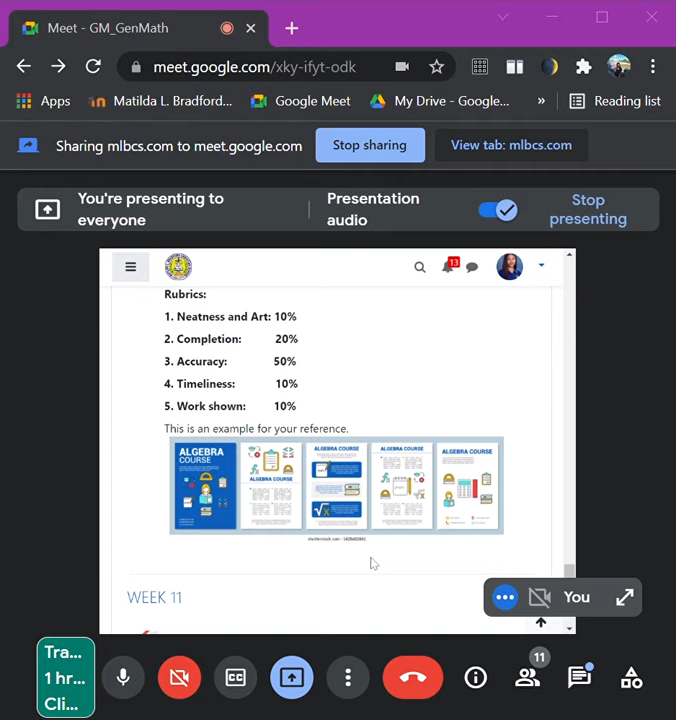 Meet - GM_GenMath
meet.google.com/xky-ifyt-odk
Apps
Matilda L. Bradford...
Google Meet
My Drive - Google...
»
Reading list
Sharing mlbcs.com to meet.google.com
Stop sharing
View tab: mlbcs.com
You're presenting to everyone
Presentation audio
Stop presenting
13
Rubrics:
1. Neatness and Art: 10%
2. Completion: 20%
3. Accuracy: 50%
4. Timeliness: 10%
5. Work shown: 10%
This is an example for your reference.
ALGEBRA
COURSE
ALGEBRA COURSE
ALGEBRA COURSE
ALGEBRA COURSE
ALGEBRA COURSE
WEEK 11
You
Tra...
1 hr...
Cli...
CC
11